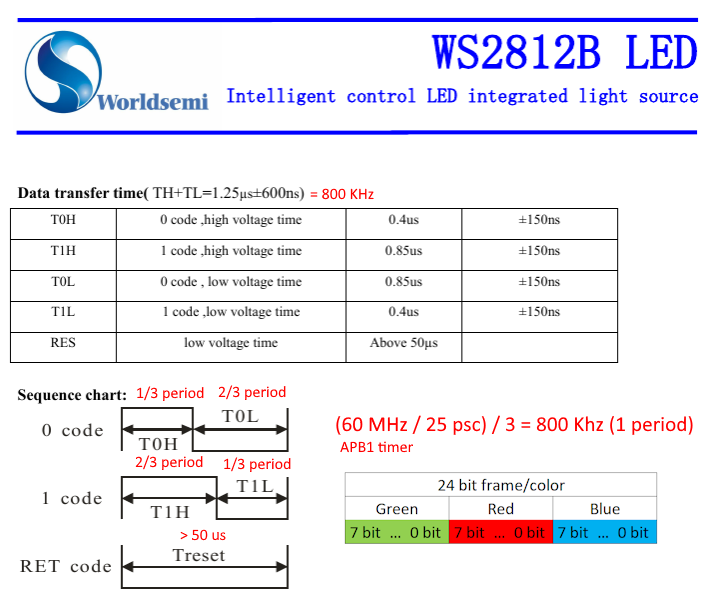 WS2812B LED
Worldsemi
Intelligent control LED integrated light source
Data transfer time( TH+TL=1.25μs±600ns) = 800 KHz
T0H 0 code ,high voltage time 0.4us ±150ns
T1H 1 code ,high voltage time 0.85us ±150ns
T0L 0 code , low voltage time 0.85us ±150ns
T1L 1 code ,low voltage time 0.4us ±150ns
RES low voltage time Above 50μs
Sequence chart: 1/3 period 2/3 period
0 code T0H T0L
2/3 period 1/3 period
1 code T1H T1L
> 50 us
RET code Treset
(60 MHz / 25 psc) / 3 = 800 Khz (1 period)
APB1 timer
24 bit frame/color
Green Red Blue
7 bit ... 0 bit 7 bit ... 0 bit 7 bit ... 0 bit